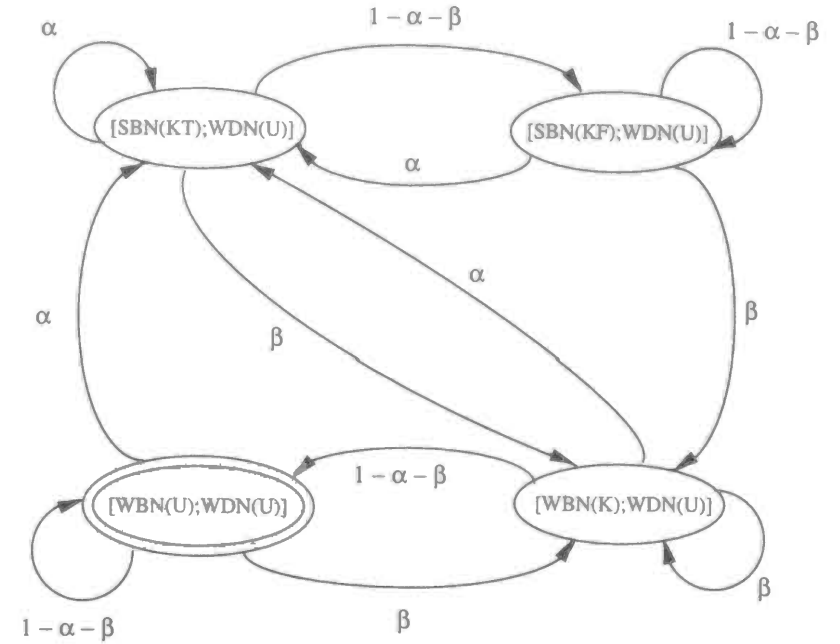 1 – α – β
α
1 – α – β
[SBN(KT);WDN(U)]
[SBN(KF);WDN(U)]
α
α
α
β
β
1 – α – β
[WBN(U);WDN(U)]
[WBN(K);WDN(U)]
β
1 – α – β
β